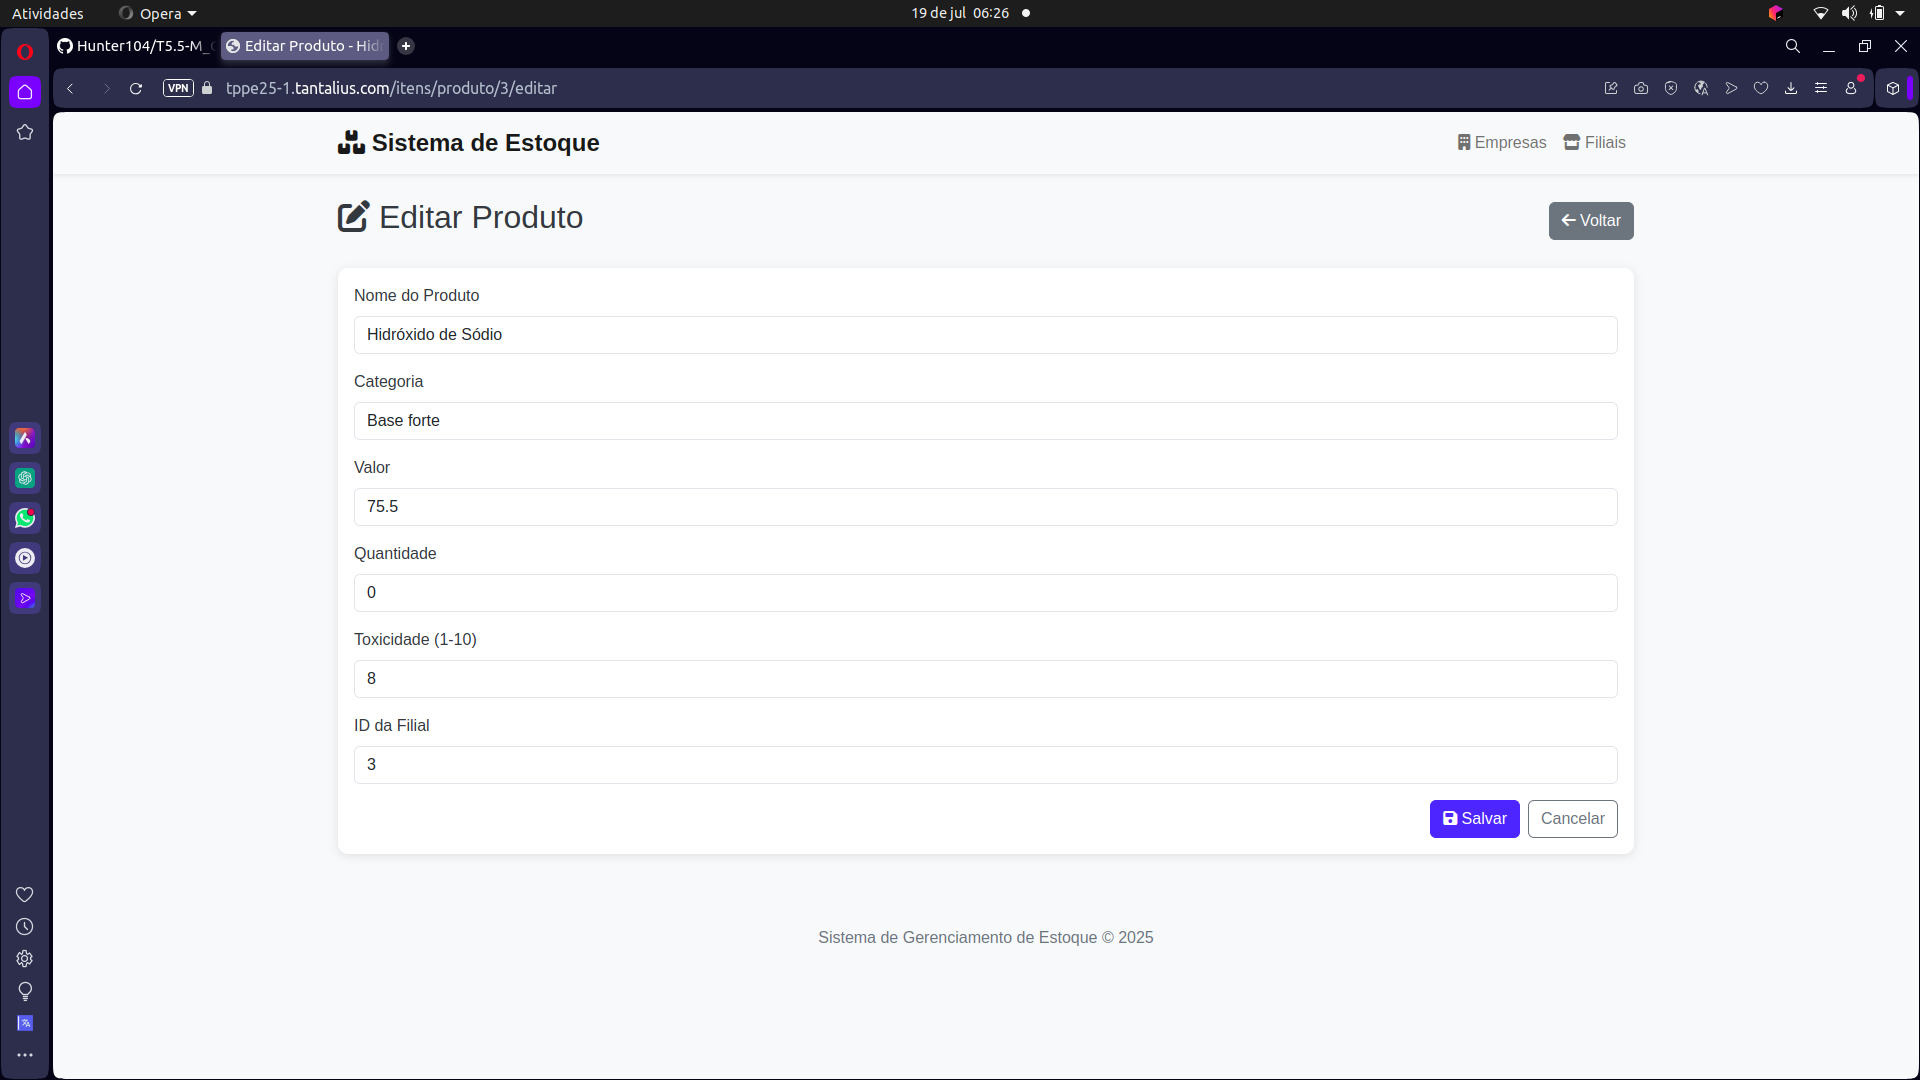 Atividades
Opera
19 de jul 06:26
Hunter104/T5.5-M_
Editar Produto - Hid
VPN
tppe25-1.tantalius.com/itens/produto/3/editar
Sistema de Estoque
Empresas
Filiais
Editar Produto
Voltar
Nome do Produto
Hidróxido de Sódio
Categoria
Base forte
Valor
75.5
Quantidade
0
Toxicidade (1-10)
8
ID da Filial
3
Salvar
Cancelar
Sistema de Gerenciamento de Estoque © 2025